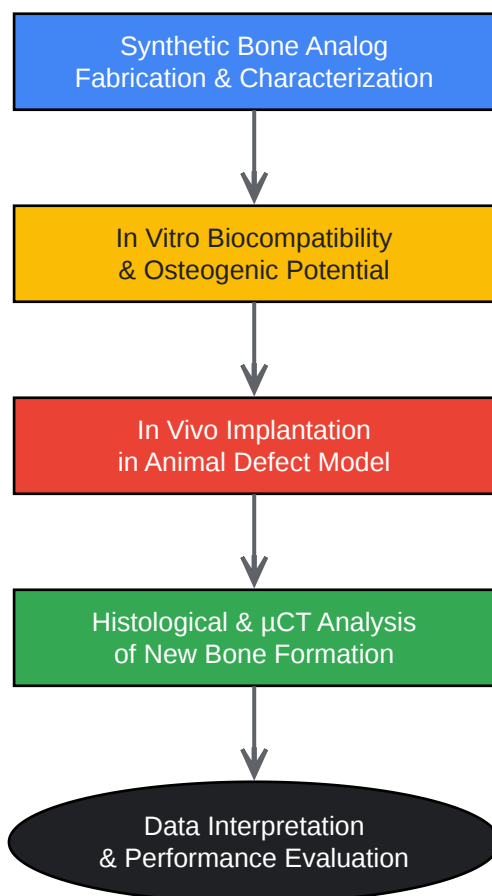 Synthetic Bone Analog
Fabrication & Characterization
In Vitro Biocompatibility
& Osteogenic Potential
In Vivo Implantation
in Animal Defect Model
Histological & µCT Analysis
of New Bone Formation
Data Interpretation
& Performance Evaluation